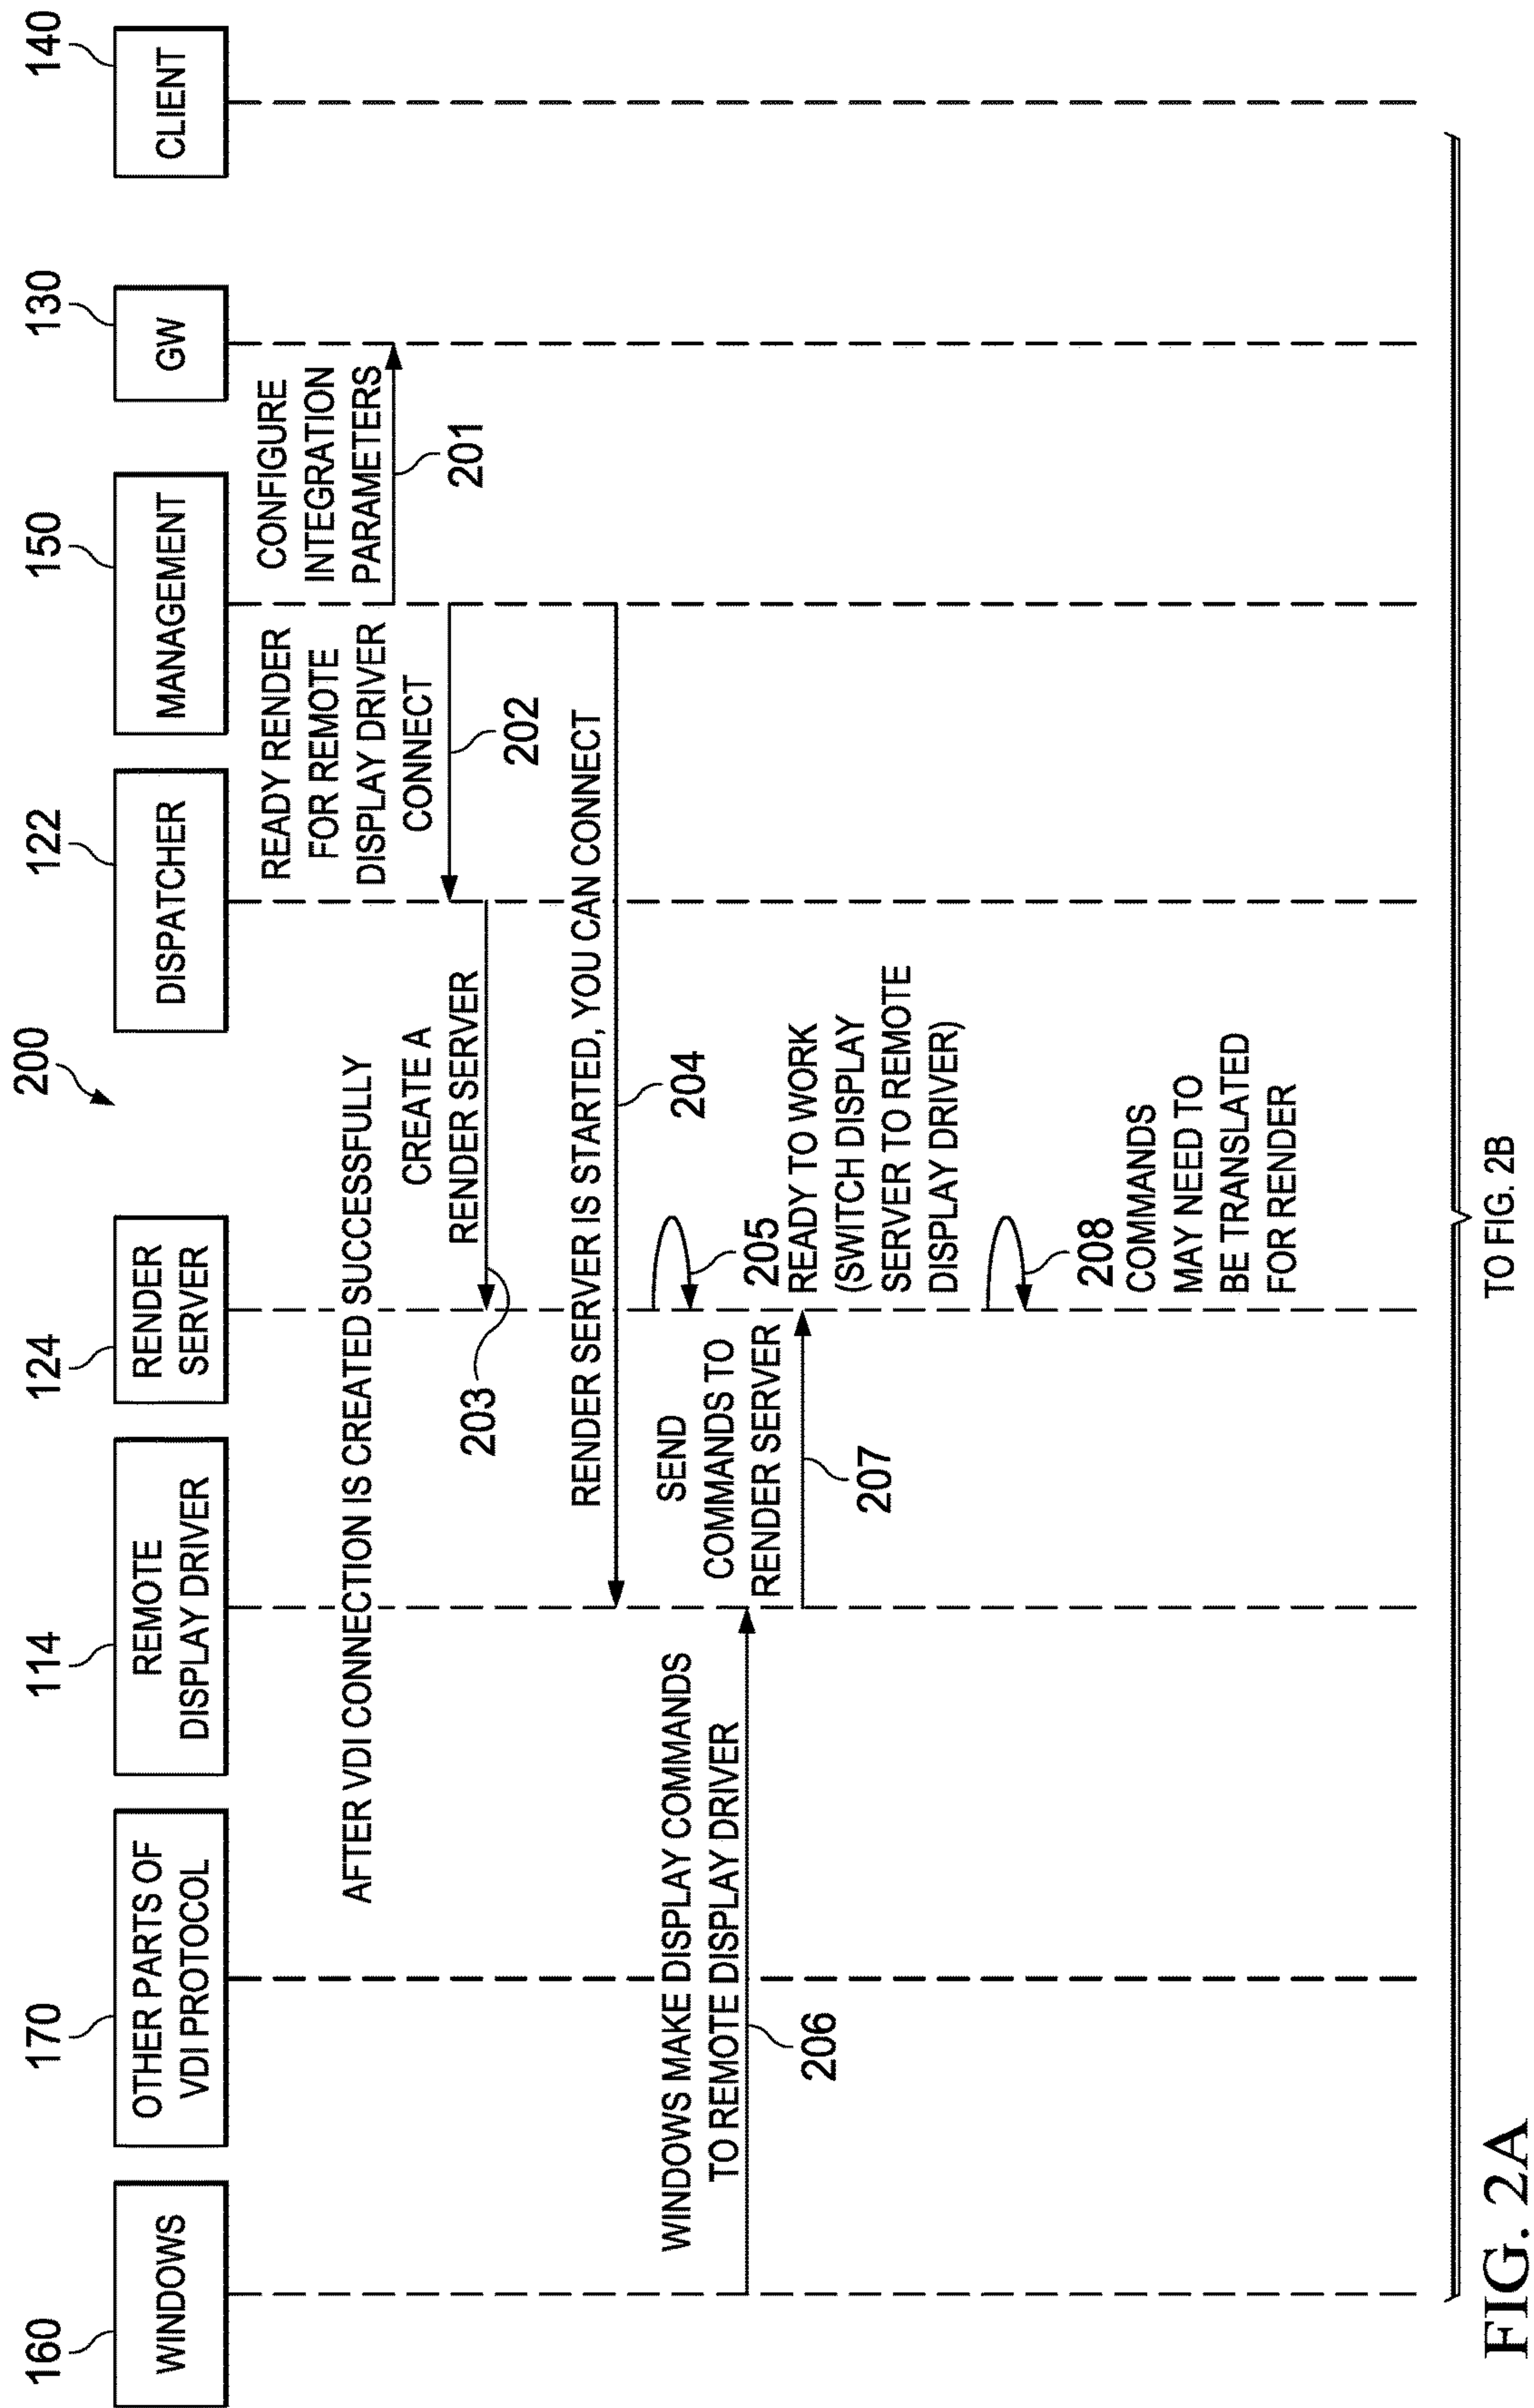 200
160
WINDOWS
170
OTHER PARTS OF
VDI PROTOCOL
114
REMOTE
DISPLAY DRIVER
124
RENDER
SERVER
122
DISPATCHER
150
MANAGEMENT
130
GW
140
CLIENT
CONFIGURE
INTEGRATION
PARAMETERS
201
AFTER VDI CONNECTION IS CREATED SUCCESSFULLY
READY RENDER
FOR REMOTE
DISPLAY DRIVER
CONNECT
202
CREATE A
RENDER SERVER
203
RENDER SERVER IS STARTED, YOU CAN CONNECT
204
205
READY TO WORK
(SWITCH DISPLAY
SERVER TO REMOTE
DISPLAY DRIVER)
WINDOWS MAKE DISPLAY COMMANDS
TO REMOTE DISPLAY DRIVER
206
SEND
COMMANDS TO
RENDER SERVER
207
208
COMMANDS
MAY NEED TO
BE TRANSLATED
FOR RENDER
TO FIG. 2B
FIG. 2A